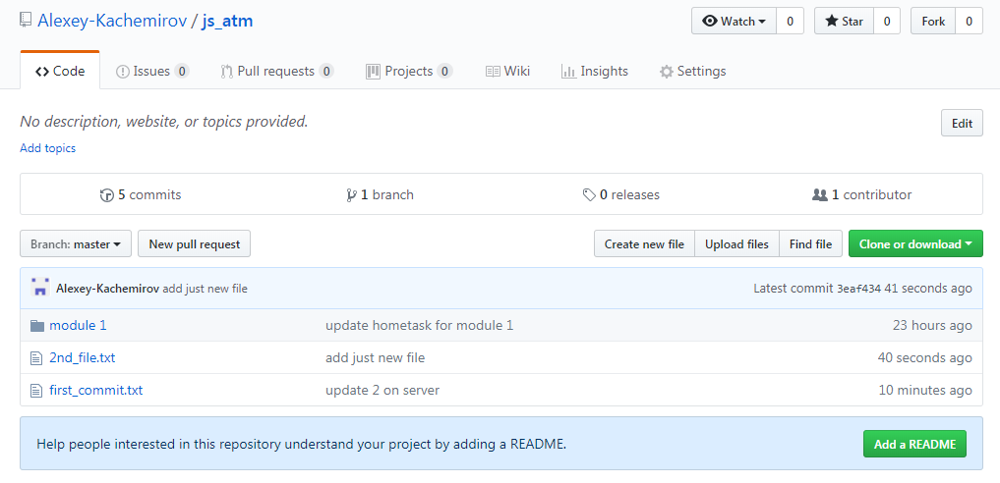 Alexey-Kachemirov / js_atm Watch 0 Star 0 Fork 0
Code Issues 0 Pull requests 0 Projects 0 Wiki Insights Settings
No description, website, or topics provided. Edit
Add topics
5 commits 1 branch 0 releases 1 contributor
Branch: master New pull request Create new file Upload files Find file Clone or download
Alexey-Kachemirov add just new file Latest commit 3eaf434 41 seconds ago
module 1 update hometask for module 1 23 hours ago
2nd_file.txt add just new file 40 seconds ago
first_commit.txt update 2 on server 10 minutes ago
Help people interested in this repository understand your project by adding a README. Add a README